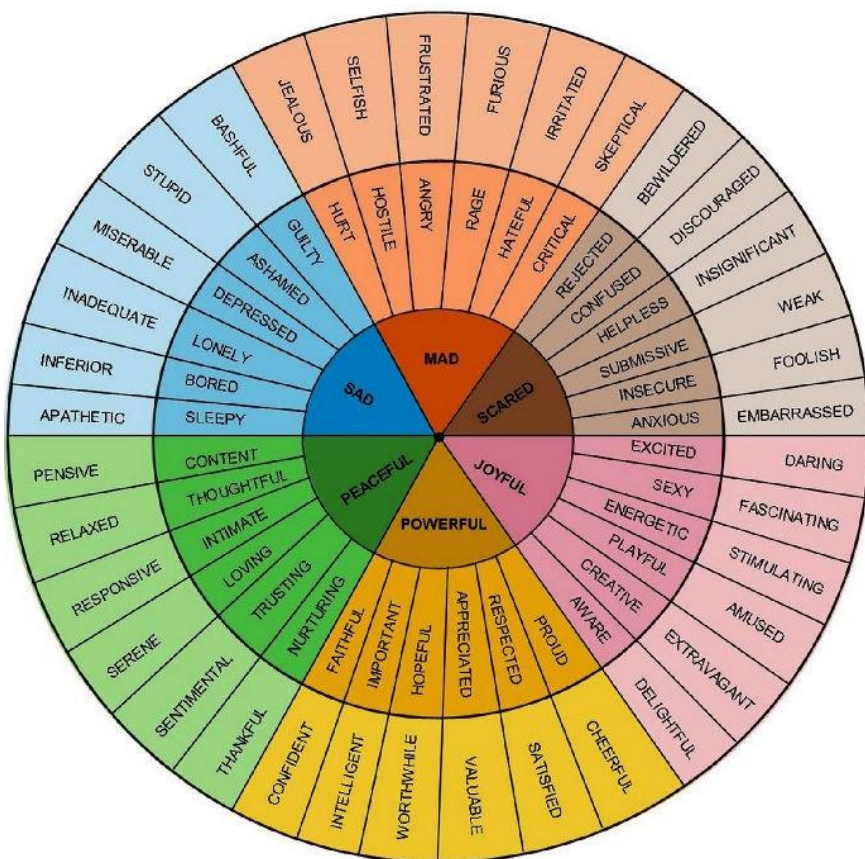 JEALOUS
SELFISH
FRUSTRATED
FURIOUS
IRRITATED
SKEPTICAL
BEWILDERED
DISCOURAGED
INSIGNIFICANT
WEAK
FOOLISH
EMBARRASSED
DARING
FASCINATING
STIMULATING
AMUSED
EXTRAVAGANT
DELIGHTFUL
CHEERFUL
SATISFIED
VALUABLE
WORTHWHILE
INTELLIGENT
CONFIDENT
THANKFUL
SENTIMENTAL
SERENE
RESPONSIVE
RELAXED
PENSIVE
APATHETIC
INFERIOR
INADEQUATE
MISERABLE
STUPID
BASHFUL
HURT
HOSTILE
ANGRY
RAGE
HATEFUL
CRITICAL
REJECTED
CONFUSED
HELPLESS
SUBMISSIVE
INSECURE
ANXIOUS
EXCITED
SEXY
ENERGETIC
PLAYFUL
CREATIVE
AWARE
PROUD
RESPECTED
APPRECIATED
HOPEFUL
IMPORTANT
FAITHFUL
NURTURING
TRUSTING
LOVING
INTIMATE
THOUGHTFUL
CONTENT
SLEEPY
BORED
LONELY
DEPRESSED
ASHAMED
GUILTY
MAD
SCARED
JOYFUL
POWERFUL
PEACEFUL
SAD